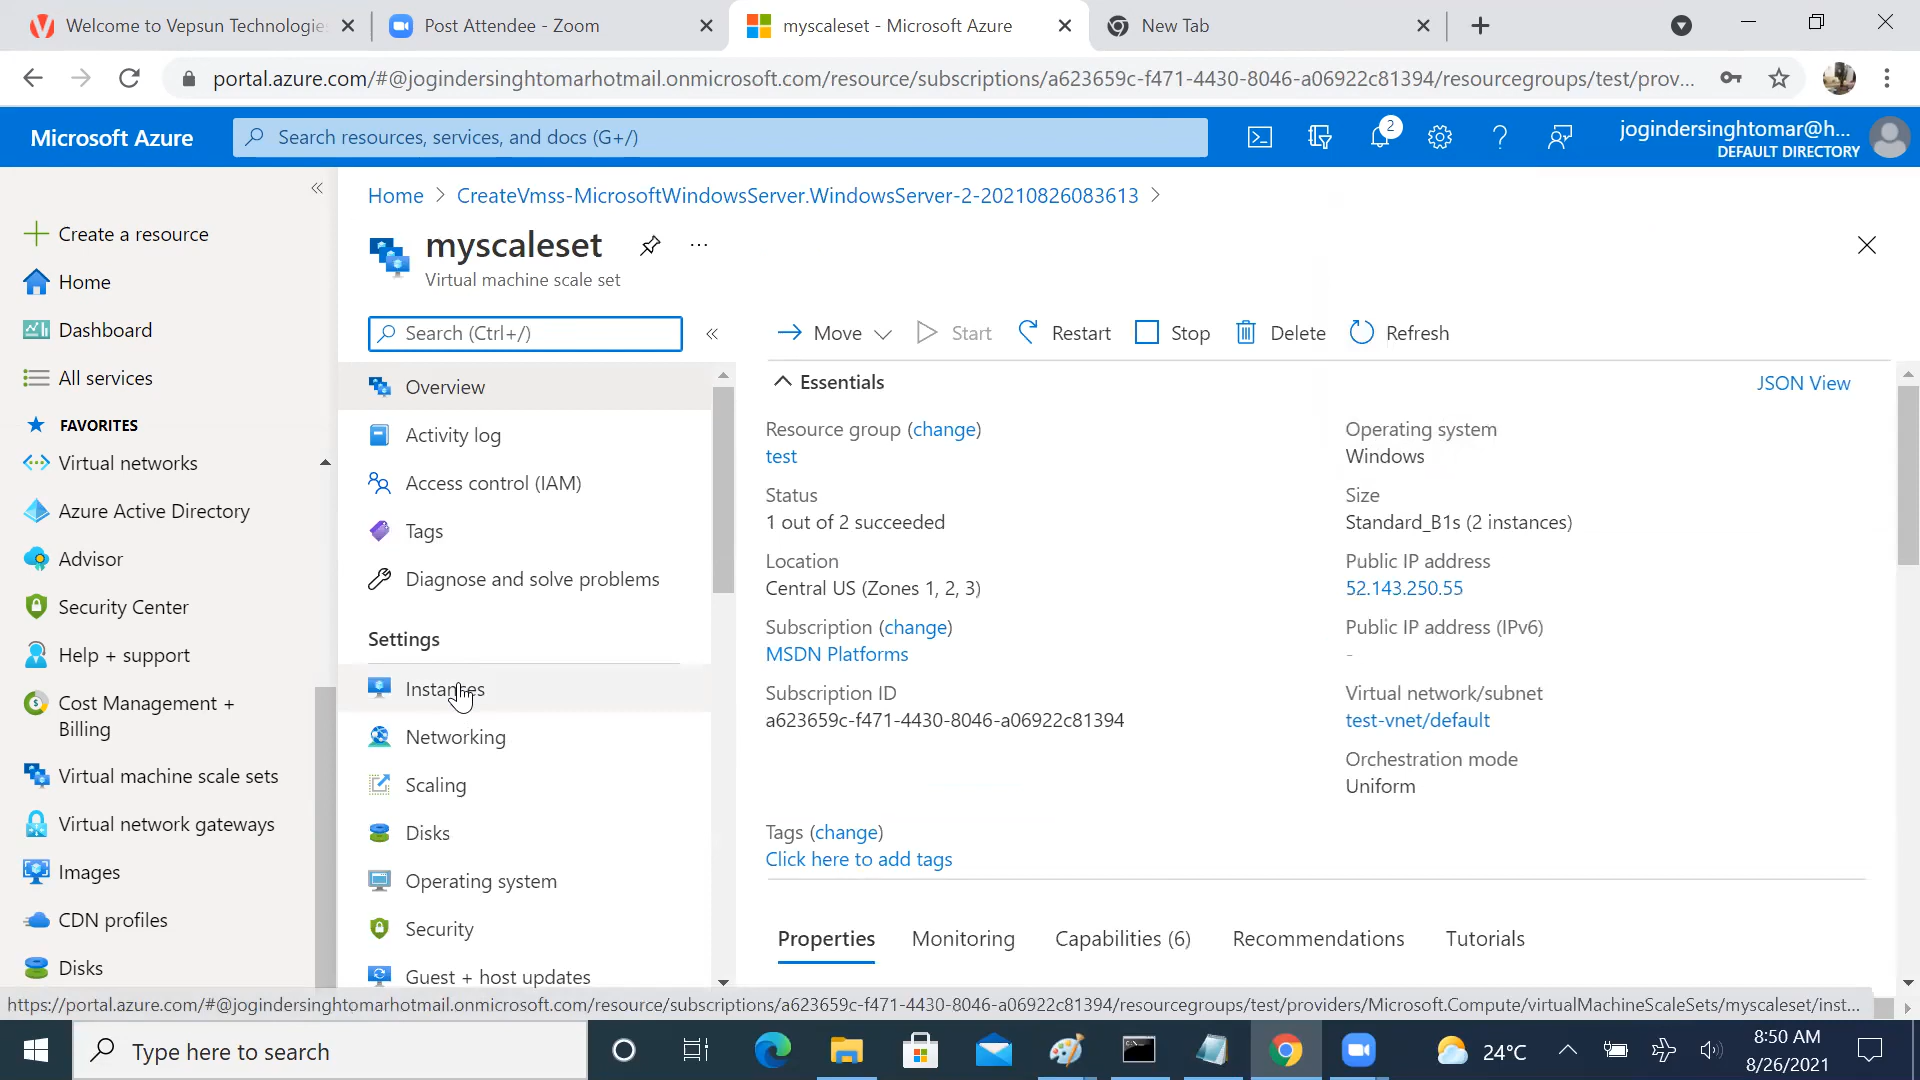 Welcome to Vepsun Technologie
Post Attendee - Zoom
myscaleset - Microsoft Azure
New Tab
portal.azure.com/#@jogindersinghtomarhotmail.onmicrosoft.com/resource/subscriptions/a623659c-f471-4430-8046-a06922c81394/resourcegroups/test/prov...
Microsoft Azure
Search resources, services, and docs (G+/)
2
jogindersinghtomar@h...
DEFAULT DIRECTORY
Create a resource
Home
Dashboard
All services
FAVORITES
Virtual networks
Azure Active Directory
Advisor
Security Center
Help + support
Cost Management +
Billing
Virtual machine scale sets
Virtual network gateways
Images
CDN profiles
Disks
Home > CreateVmss-MicrosoftWindowsServer.WindowsServer-2-20210826083613 >
myscaleset
Virtual machine scale set
Search (Ctrl+/)
Overview
Activity log
Access control (IAM)
Tags
Diagnose and solve problems
Settings
Instances
Networking
Scaling
Disks
Operating system
Security
Guest + host updates
Move
Start
Restart
Stop
Delete
Refresh
Essentials
JSON View
Resource group (change)
test
Status
1 out of 2 succeeded
Location
Central US (Zones 1, 2, 3)
Subscription (change)
MSDN Platforms
Subscription ID
a623659c-f471-4430-8046-a06922c81394
Operating system
Windows
Size
Standard_B1s (2 instances)
Public IP address
52.143.250.55
Public IP address (IPv6)
-
Virtual network/subnet
test-vnet/default
Orchestration mode
Uniform
Tags (change)
Click here to add tags
Properties
Monitoring
Capabilities (6)
Recommendations
Tutorials
https://portal.azure.com/#@jogindersinghtomarhotmail.onmicrosoft.com/resource/subscriptions/a623659c-f471-4430-8046-a06922c81394/resourcegroups/test/providers/Microsoft.Compute/virtualMachineScaleSets/myscaleset/inst...
Type here to search
24°C
8:50 AM
8/26/2021